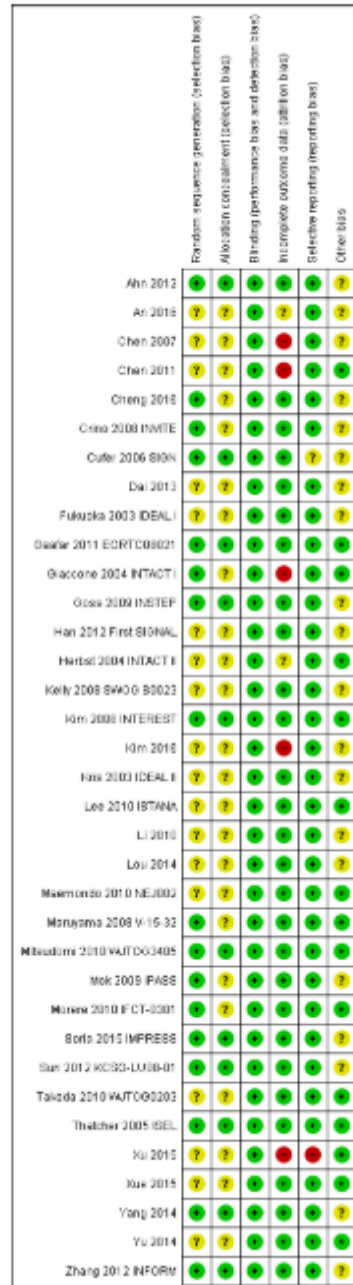 Random sequence generation (selection bias)
Allocation concealment (selection bias)
Blinding (performance bias and detection bias)
Incomplete outcome data (attrition bias)
Selective reporting (reporting bias)
Other bias
Ahn 2012 + + + + + ?
An 2016 ? ? + ? + ?
Chen 2007 ? ? + - + ?
Chen 2011 ? ? + - + +
Cheng 2016 + ? + + + ?
Crino 2008 INVITE + ? + + + ?
Cufer 2006 SIGN + + + + ? ?
Dai 2013 ? ? + + + ?
Fukuoka 2003 IDEAL I ? ? + + + ?
Gaafar 2011 EORTC08021 + + + + + +
Giaccone 2004 INTACT I + ? + - + +
Goss 2009 INSTEP + + + + + ?
Han 2012 First SIGNAL ? ? + + + ?
Herbst 2004 INTACT II ? ? + ? + +
Kelly 2008 SWOG S0023 ? ? + + + ?
Kim 2008 INTEREST + + + + + +
Kim 2016 ? ? + - + ?
Kris 2003 IDEAL II ? ? + + + ?
Lee 2010 ISTANA ? ? + + + +
Li 2010 ? ? + + + ?
Lou 2014 ? ? + + + ?
Maemondo 2010 NEJ002 ? ? + + + +
Maruyama 2008 V-15-32 + ? + + + +
Mitsudomi 2010 WJTOG3405 + + + + + +
Mok 2009 IPASS + ? + + + ?
Morere 2010 IFCT-0301 + ? + + + +
Soria 2015 IMPRESS + + + + + ?
Sun 2012 KCSG-LU08-01 + + + + + ?
Takeda 2010 WJTOG0203 ? ? + + + +
Thatcher 2005 ISEL + + + + + +
Xu 2015 ? ? + - - +
Xue 2015 ? ? + + + +
Yang 2014 + + + + + ?
Yu 2014 ? ? + + + +
Zhang 2012 INFORM + + + + + ?